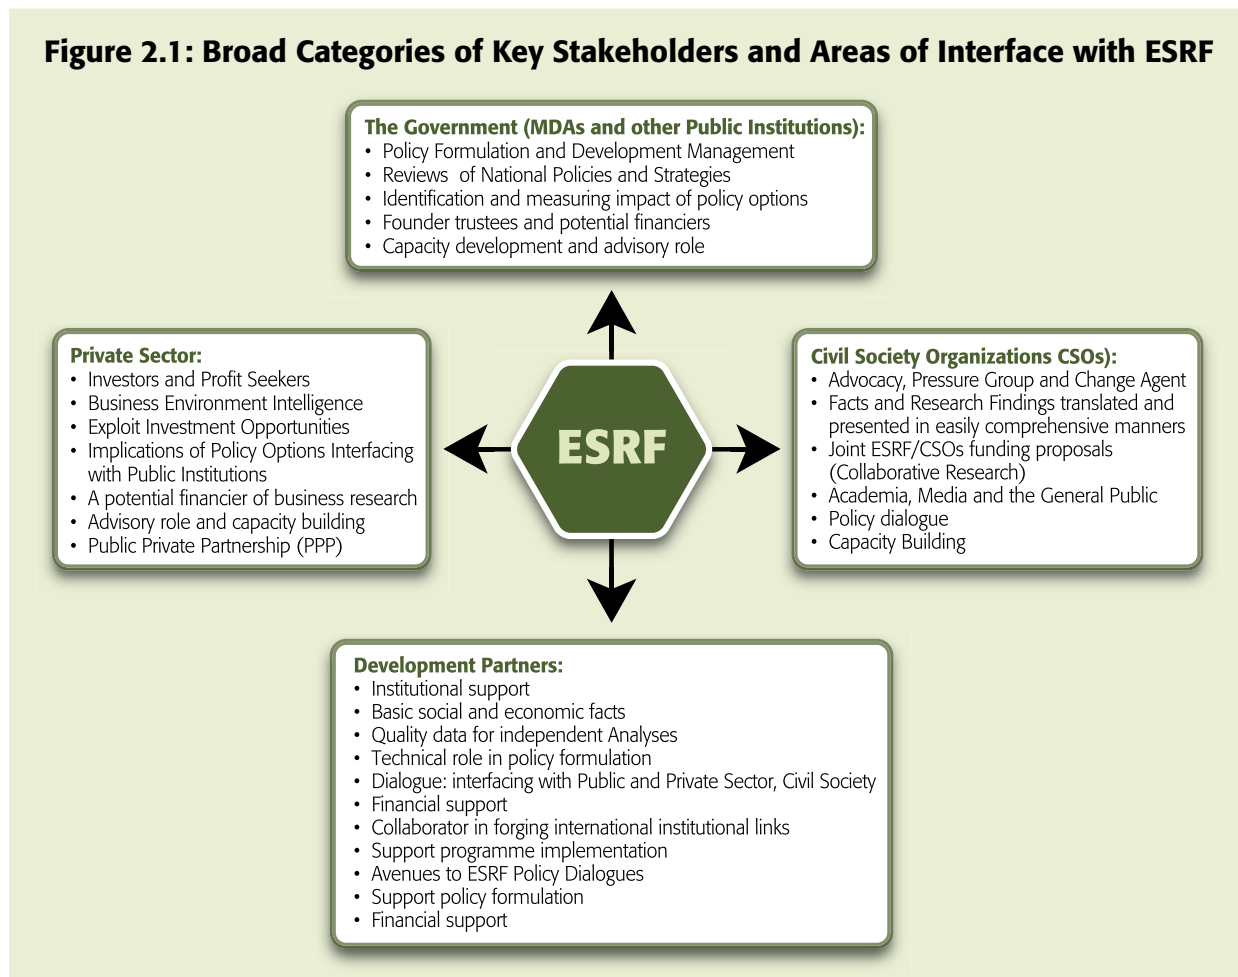 Figure 2.1: Broad Categories of Key Stakeholders and Areas of Interface with ESRF
The Government (MDAs and other Public Institutions):
• Policy Formulation and Development Management
• Reviews of National Policies and Strategies
• Identification and measuring impact of policy options
• Founder trustees and potential financiers
• Capacity development and advisory role
Private Sector:
• Investors and Profit Seekers
• Business Environment Intelligence
• Exploit Investment Opportunities
• Implications of Policy Options Interfacing
with Public Institutions
• A potential financier of business research
• Advisory role and capacity building
• Public Private Partnership (PPP)
ESRF
Civil Society Organizations CSOs):
• Advocacy, Pressure Group and Change Agent
• Facts and Research Findings translated and
presented in easily comprehensive manners
• Joint ESRF/CSOs funding proposals
(Collaborative Research)
• Academia, Media and the General Public
• Policy dialogue
• Capacity Building
Development Partners:
• Institutional support
• Basic social and economic facts
• Quality data for independent Analyses
• Technical role in policy formulation
• Dialogue: interfacing with Public and Private Sector, Civil Society
• Financial support
• Collaborator in forging international institutional links
• Support programme implementation
• Avenues to ESRF Policy Dialogues
• Support policy formulation
• Financial support